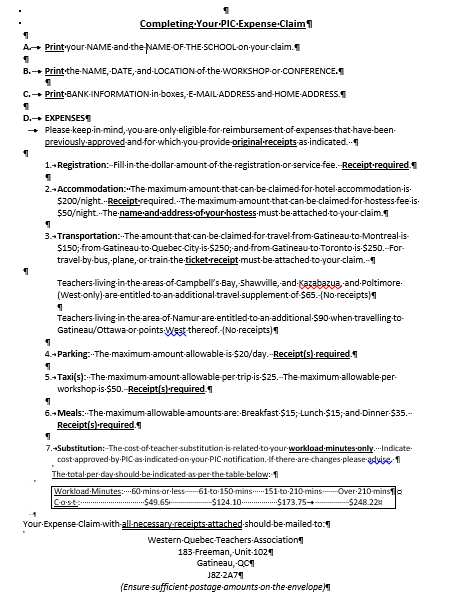 Completing Your PIC Expense Claim
A. Print your NAME and the NAME OF THE SCHOOL on your claim.
B. Print the NAME, DATE, and LOCATION of the WORKSHOP or CONFERENCE.
C. Print BANK INFORMATION in boxes, E-MAIL ADDRESS and HOME ADDRESS.
D. EXPENSES
Please keep in mind, you are only eligible for reimbursement of expenses that have been
previously approved and for which you provide original receipts as indicated.
1. Registration: Fill in the dollar amount of the registration or service fee. Receipt required.
2. Accommodation: The maximum amount that can be claimed for hotel accommodation is
$200/night. Receipt required. The maximum amount that can be claimed for hostess fee is
$50/night. The name and address of your hostess must be attached to your claim.
3. Transportation: The amount that can be claimed for travel from Gatineau to Montreal is
$150; from Gatineau to Quebec City is $250; and from Gatineau to Toronto is $250. For
travel by bus, plane, or train the ticket receipt must be attached to your claim.
Teachers living in the areas of Campbell's Bay, Shawville, and Kazabazua, and Poltimore
(West only) are entitled to an additional travel supplement of $65. (No receipts)
Teachers living in the area of Namur are entitled to an additional $90 when travelling to
Gatineau/Ottawa or points West thereof. (No receipts)
4. Parking: The maximum amount allowable is $20/day. Receipt(s) required.
5. Taxi(s): The maximum amount allowable per trip is $25. The maximum allowable per
workshop is $50. Receipt(s) required.
6. Meals: The maximum allowable amounts are: Breakfast $15; Lunch $15; and Dinner $35.
Receipt(s) required.
7. Substitution: The cost of teacher substitution is related to your workload minutes only. Indicate
cost approved by PIC as indicated on your PIC notification. If there are changes please advise.
The total per day should be indicated as per the table below:
Workload Minutes: 60 mins or less 61 to 150 mins 151 to 210 mins Over 210 mins
C o s t: $49.65 $124.10 $173.75 $248.22
Your Expense Claim with all necessary receipts attached should be mailed to:
Western Quebec Teachers Association
183 Freeman, Unit 102
Gatineau, QC
J8Z 2A7
(Ensure sufficient postage amounts on the envelope)